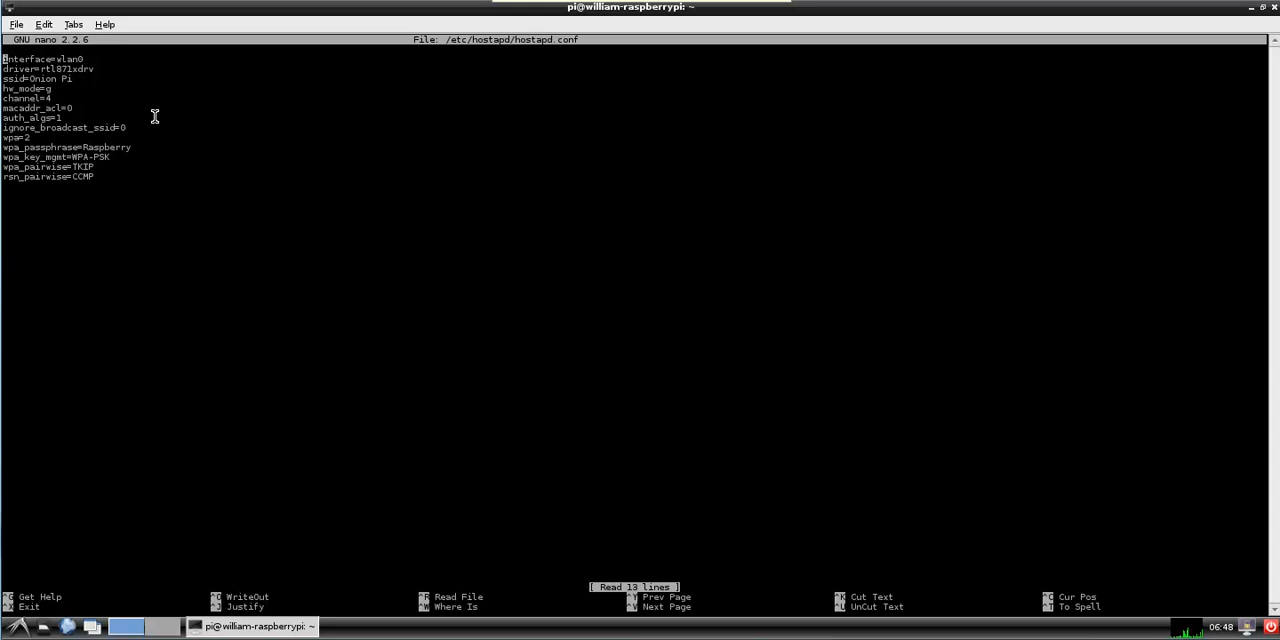 pi@william-raspberrypi: ~
File Edit Tabs Help
GNU nano 2.2.6 File: /etc/hostapd/hostapd.conf
interface=wlan0
driver=rtl871xdrv
ssid=Onion Pi
hw_mode=g
channel=4
macaddr_acl=0
auth_algs=1
ignore_broadcast_ssid=0
wpa=2
wpa_passphrase=Raspberry
wpa_key_mgmt=WPA-PSK
wpa_pairwise=TKIP
rsn_pairwise=CCMP
[ Read 13 lines ]
^G Get Help ^O WriteOut ^R Read File ^Y Prev Page ^K Cut Text ^C Cur Pos
^X Exit ^J Justify ^W Where Is ^V Next Page ^U UnCut Text ^T To Spell
pi@william-raspberrypi: ~ 06:48